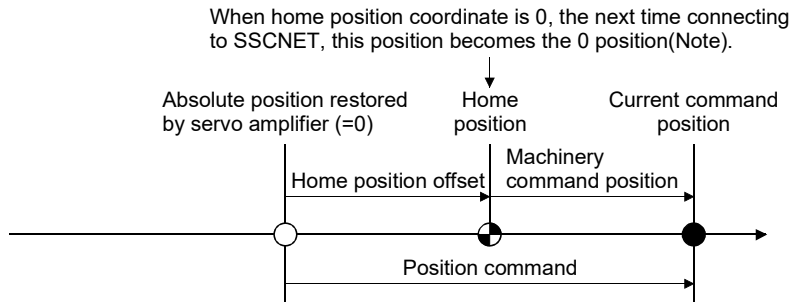 When home position coordinate is 0, the next time connecting
to SSCNET, this position becomes the 0 position(Note).
Absolute position restored
by servo amplifier (=0)
Home
position
Current command
position
Home position offset
Machinery
command position
Position command